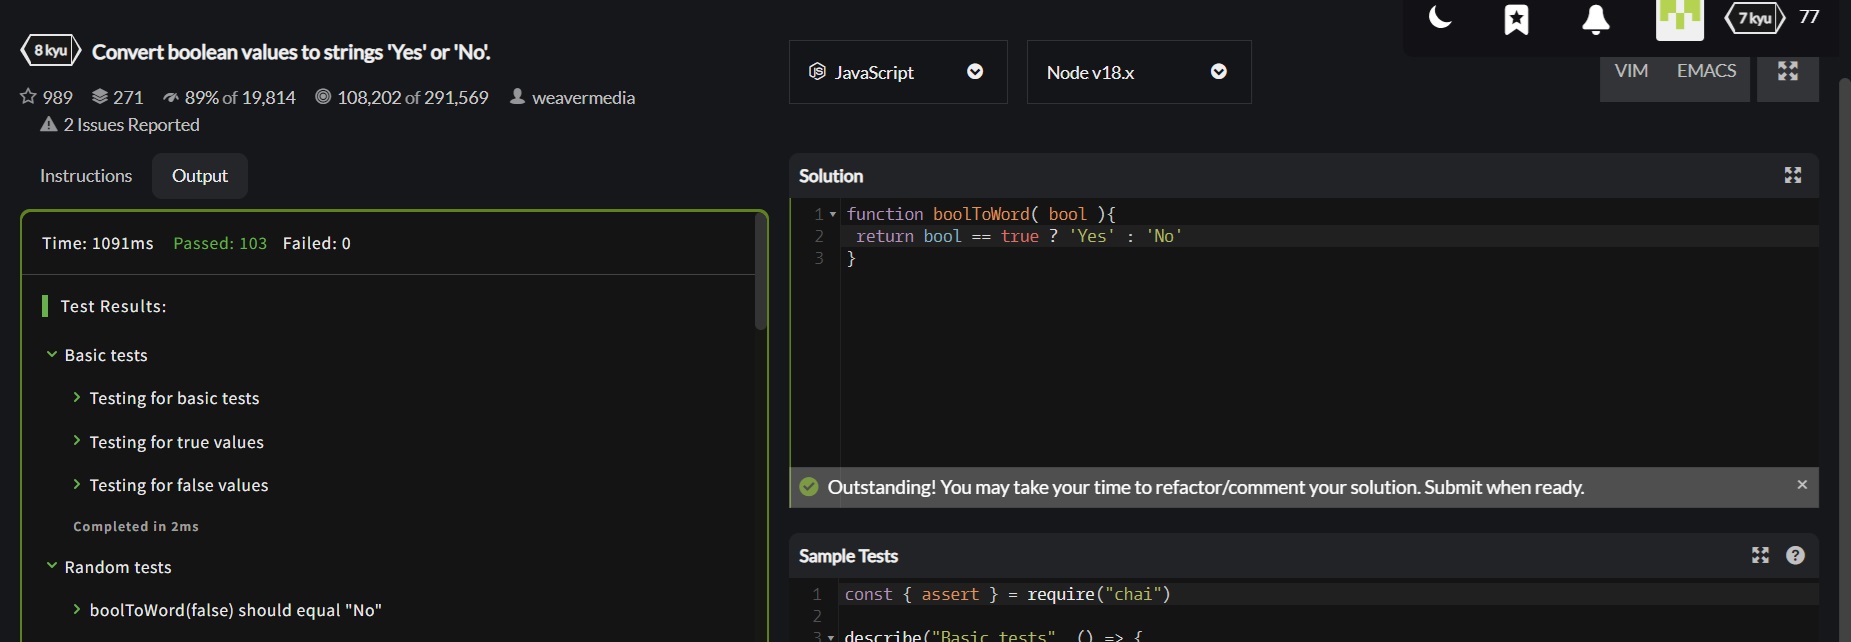 8 kyu Convert boolean values to strings 'Yes' or 'No'.
989 271 89% of 19,814 108,202 of 291,569 weavermedia
2 Issues Reported
Instructions Output
Time: 1091ms Passed: 103 Failed: 0
Test Results:
Basic tests
Testing for basic tests
Testing for true values
Testing for false values
Completed in 2ms
Random tests
boolToWord(false) should equal "No"
7 kyu 77
JavaScript Node v18.x VIM EMACS
Solution
1 function boolToWord( bool ){
2 return bool == true ? 'Yes' : 'No'
3 }
Outstanding! You may take your time to refactor/comment your solution. Submit when ready. ×
Sample Tests ?
1 const { assert } = require("chai")
2
3 describe("Basic tests", () => {